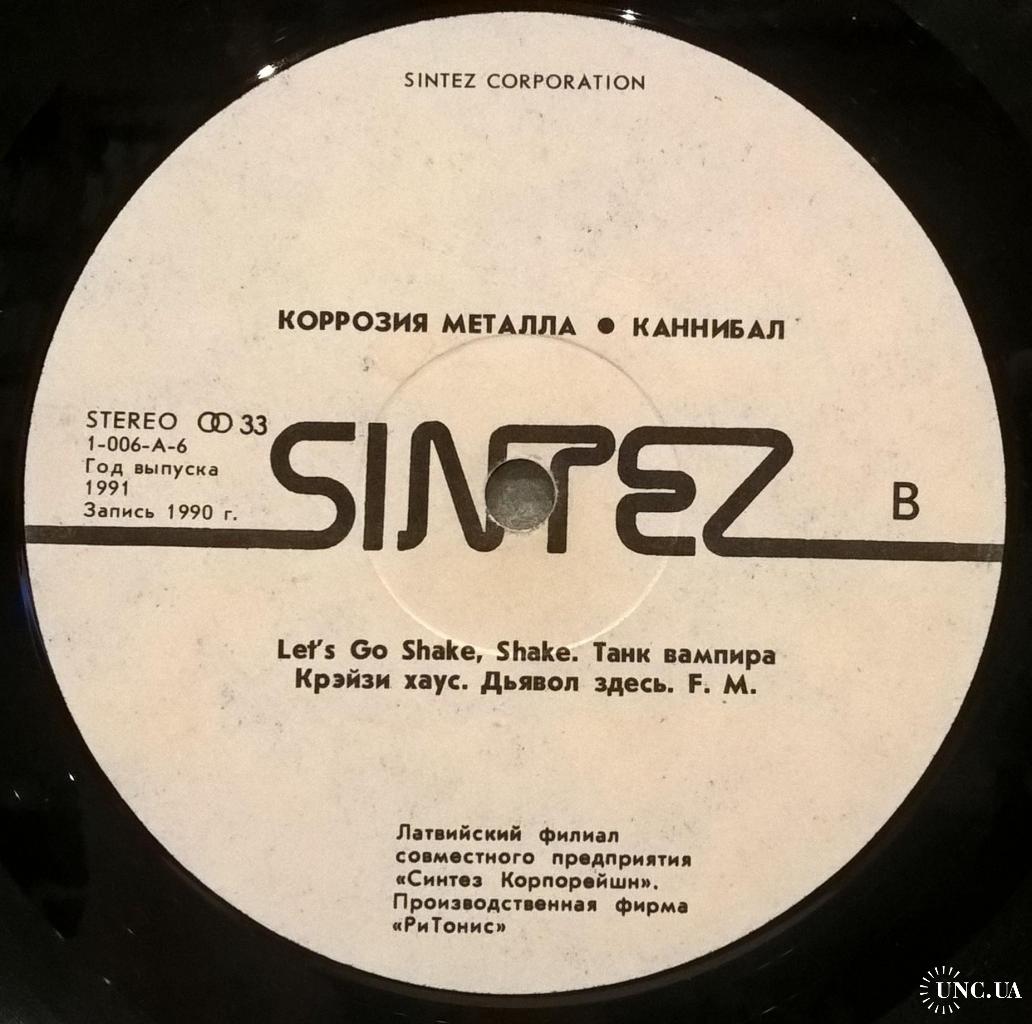 SINTEZ CORPORATION
КОРРОЗИЯ МЕТАЛЛА ● КАННИБАЛ
STEREO ꝏ 33
1-006-А-6
Год выпуска
1991
Запись 1990 г.
SINTEZ
B
Let's Go Shake, Shake. Танк вампира
Крэйзи хаус. Дьявол здесь. F. M.
Латвийский филиал
совместного предприятия
«Синтез Корпорейшн».
Производственная фирма
«РиТонис»
UNC.UA